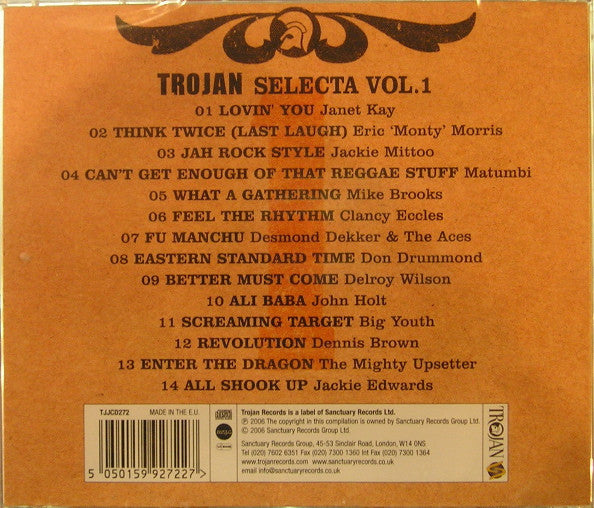 TROJAN SELECTA VOL.1
01 LOVIN' YOU Janet Kay
02 THINK TWICE (LAST LAUGH) Eric 'Monty' Morris
03 JAH ROCK STYLE Jackie Mittoo
04 CAN'T GET ENOUGH OF THAT REGGAE STUFF Matumbi
05 WHAT A GATHERING Mike Brooks
06 FEEL THE RHYTHM Clancy Eccles
07 FU MANCHU Desmond Dekker & The Aces
08 EASTERN STANDARD TIME Don Drummond
09 BETTER MUST COME Delroy Wilson
10 ALI BABA John Holt
11 SCREAMING TARGET Big Youth
12 REVOLUTION Dennis Brown
13 ENTER THE DRAGON The Mighty Upsetter
14 ALL SHOOK UP Jackie Edwards
TJJCD272 MADE IN THE E.U.
5 050159 927227 >
Trojan Records is a label of Sanctuary Records Ltd.
℗ 2006 The copyright in this compilation is owned by Sanctuary Records Group Ltd.
© 2006 Sanctuary Records Group Ltd.
Sanctuary Records Group, 45-53 Sinclair Road, London, W14 0NS
Tel (020) 7602 6351 Fax (020) 7300 1360 Int Fax (020) 7300 1364
www.trojanrecords.com www.sanctuaryrecords.co.uk
email info@sanctuaryrecords.co.uk
TROJAN